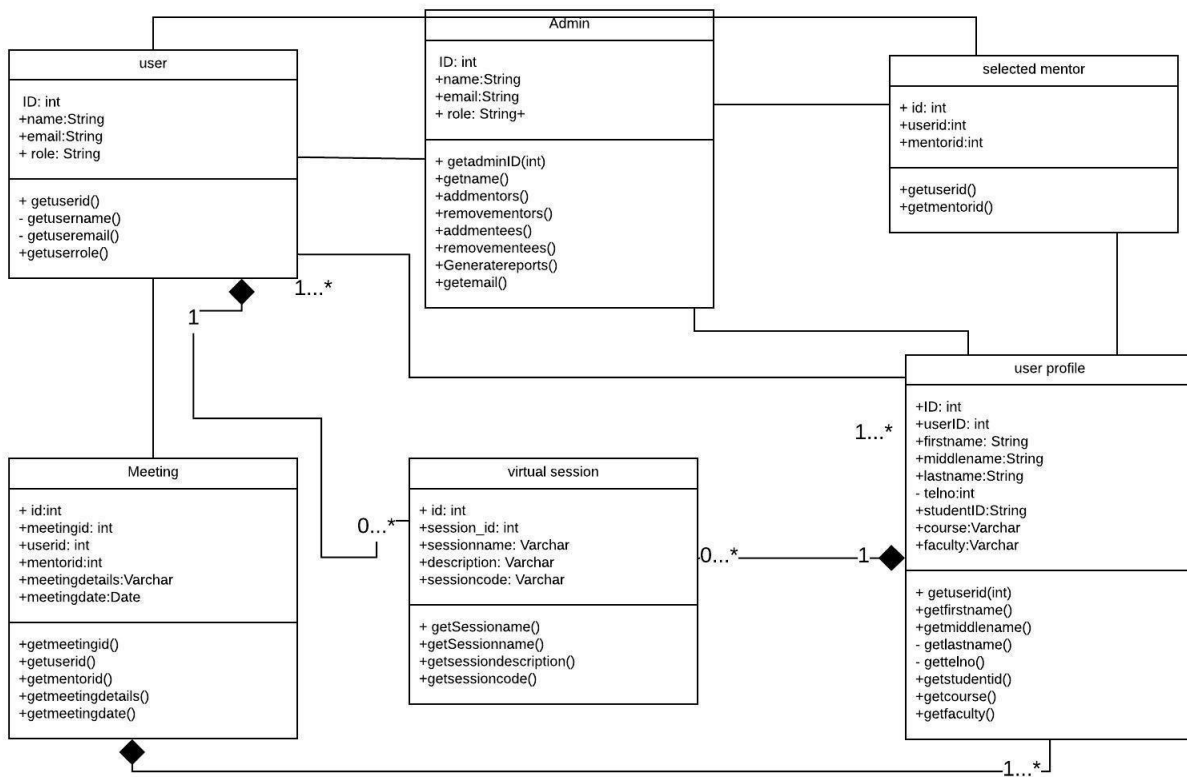 Admin
ID: int
+name:String
+email:String
+ role: String+
+ getadminID(int)
+getname()
+addmentors()
+removementors()
+addmentees()
+removementees()
+Generatereports()
+getemail()
user
ID: int
+name:String
+email:String
+ role: String
+ getuserid()
- getusername()
- getuseremail()
+getuserrole()
selected mentor
+ id: int
+userid:int
+mentorid:int
+getuserid()
+getmentorid()
1...*
1
user profile
+ID: int
+userID: int
+firstname: String
+middlename:String
+lastname:String
- telno:int
+studentID:String
+course:Varchar
+faculty:Varchar
+ getuserid(int)
+getfirstname()
+getmiddlename()
- getlastname()
- gettelno()
+getstudentid()
+getcourse()
+getfaculty()
1...*
Meeting
+ id:int
+meetingid: int
+userid: int
+mentorid:int
+meetingdetails:Varchar
+meetingdate:Date
+getmeetingid()
+getuserid()
+getmentorid()
+getmeetingdetails()
+getmeetingdate()
0...*
virtual session
+ id: int
+session_id: int
+sessionname: Varchar
+description: Varchar
+sessioncode: Varchar
+ getSessioname()
+getSessionname()
+getsessiondescription()
+getsessioncode()
0...*
1
1...*